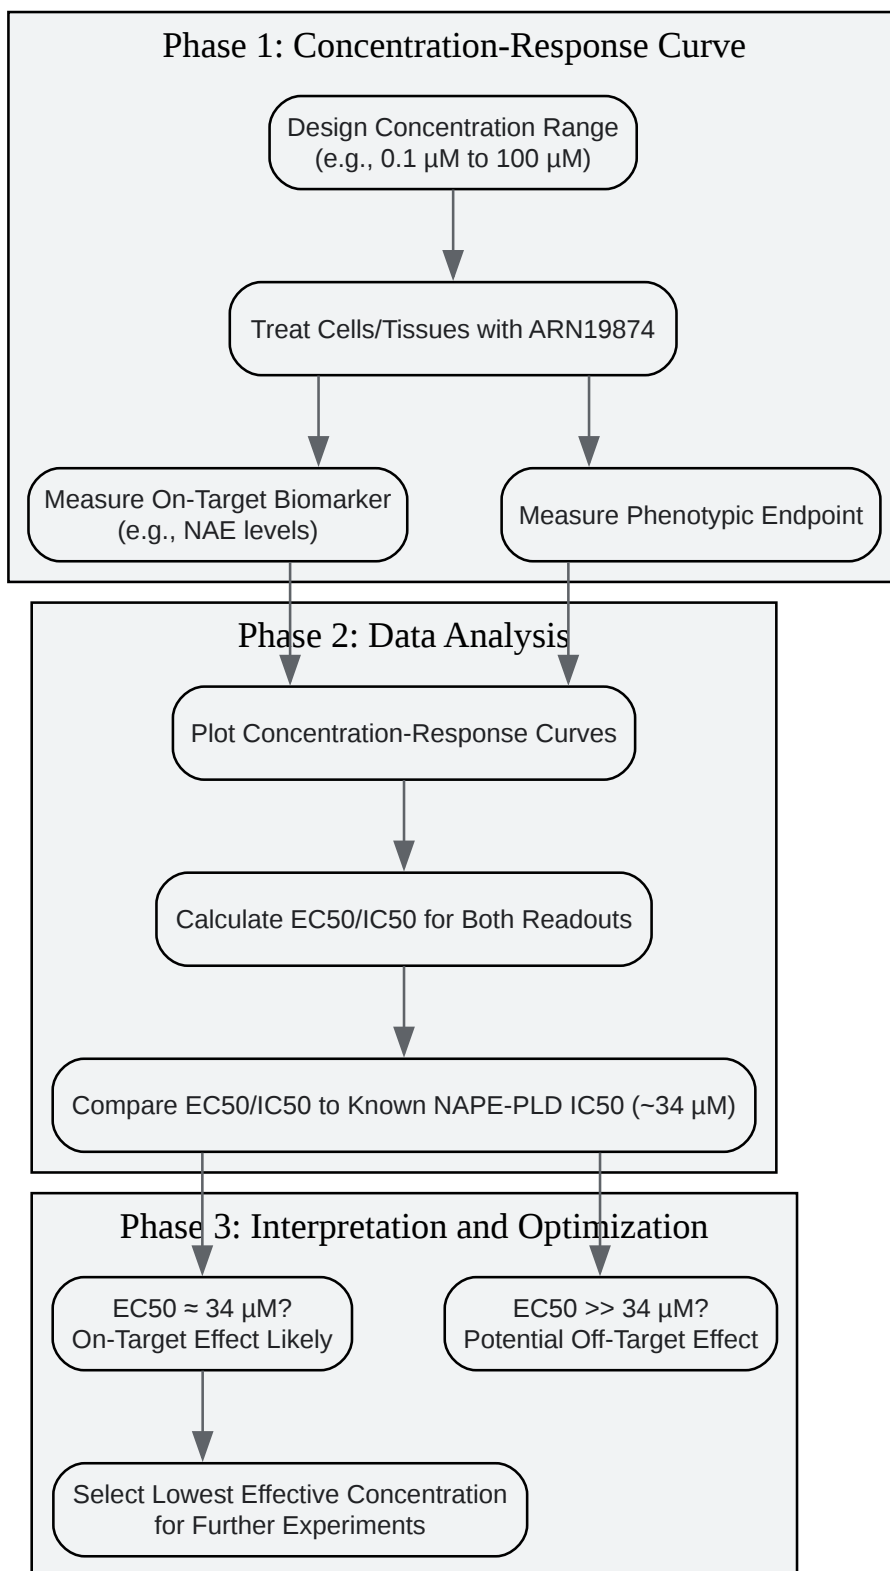 Phase 1: Concentration-Response Curve
Design Concentration Range
(e.g., 0.1 µM to 100 µM)
Treat Cells/Tissues with ARN19874
Measure On-Target Biomarker
(e.g., NAE levels)
Measure Phenotypic Endpoint
Phase 2: Data Analysis
Plot Concentration-Response Curves
Calculate EC50/IC50 for Both Readouts
Compare EC50/IC50 to Known NAPE-PLD IC50 (~34 µM)
Phase 3: Interpretation and Optimization
EC50 ≈ 34 µM?
On-Target Effect Likely
EC50 >> 34 µM?
Potential Off-Target Effect
Select Lowest Effective Concentration
for Further Experiments